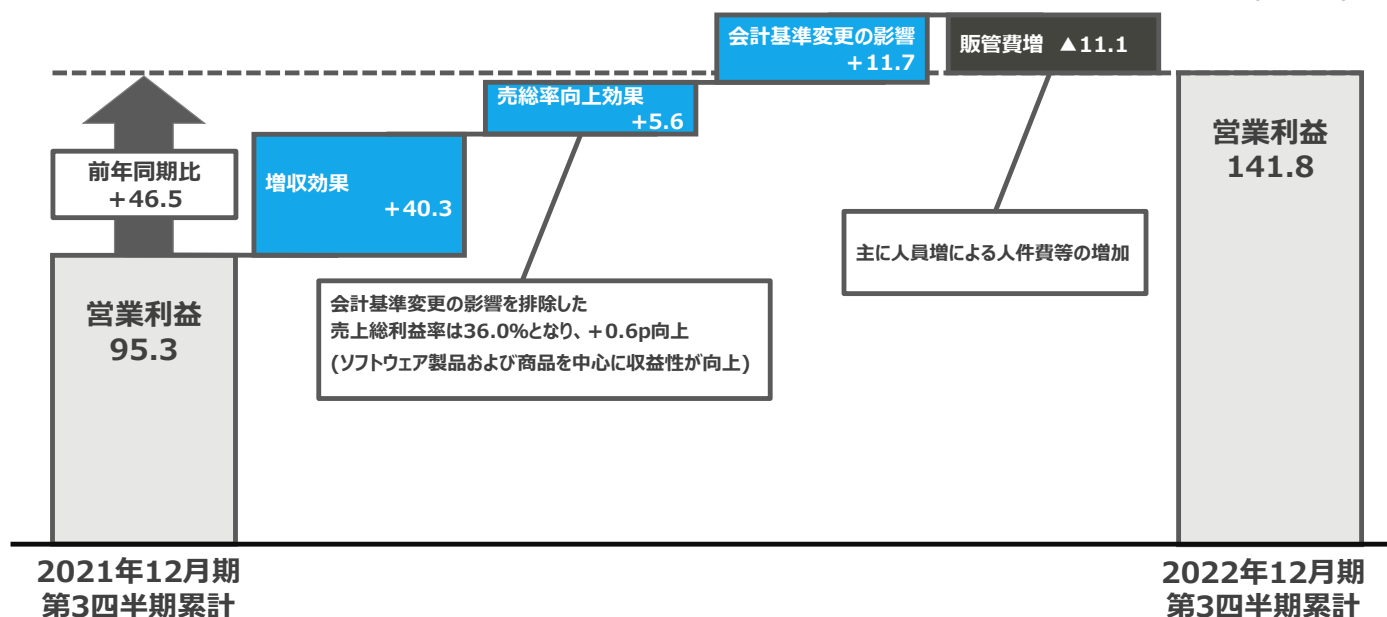 会計基準変更の影響
+11.7
販管費増 ▲11.1
売総率向上効果
+5.6
営業利益
141.8
前年同期比
+46.5
増収効果
+40.3
主に人員増による人件費等の増加
営業利益
95.3
会計基準変更の影響を排除した
売上総利益率は36.0%となり、+0.6p向上
(ソフトウェア製品および商品を中心に収益性が向上)
2021年12月期
第3四半期累計
2022年12月期
第3四半期累計